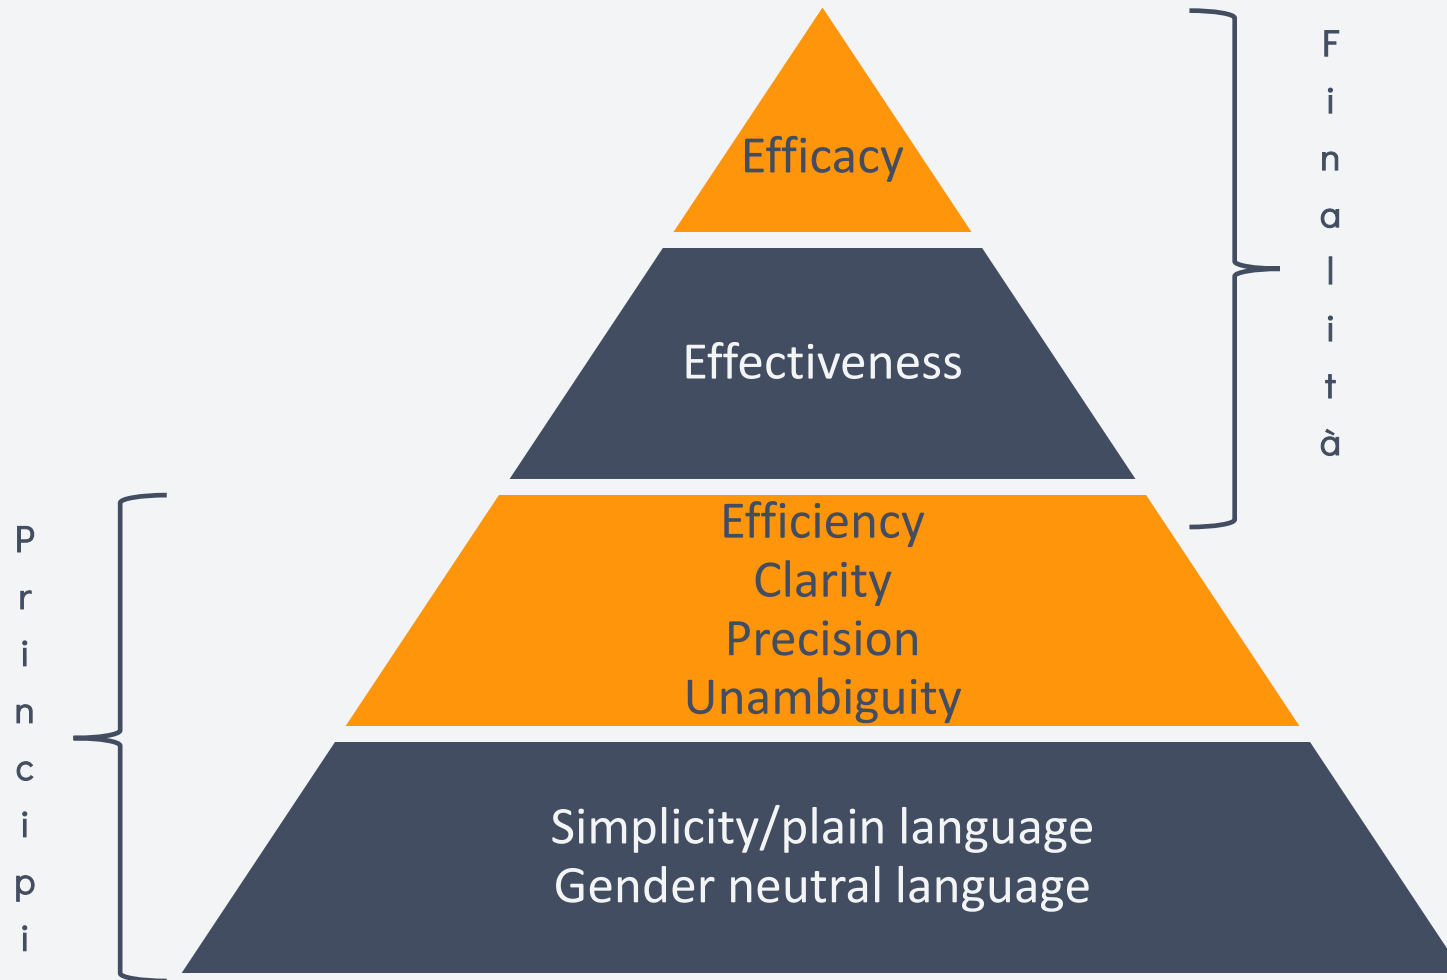 Efficacy
Effectiveness
Efficiency
Clarity
Precision
Unambiguity
Simplicity/plain language
Gender neutral language
Finalità
Principi